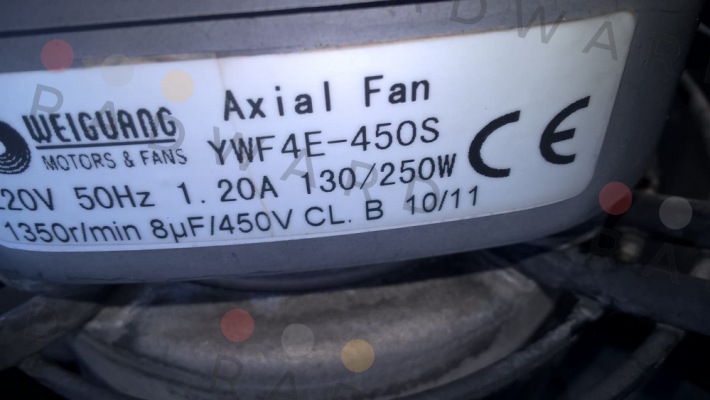 Axial Fan
WEIGUANG
MOTORS & FANS
YWF4E-450S
CE
220V 50Hz 1.20A 130/250W
1350r/min 8μF/450V CL. B 10/11